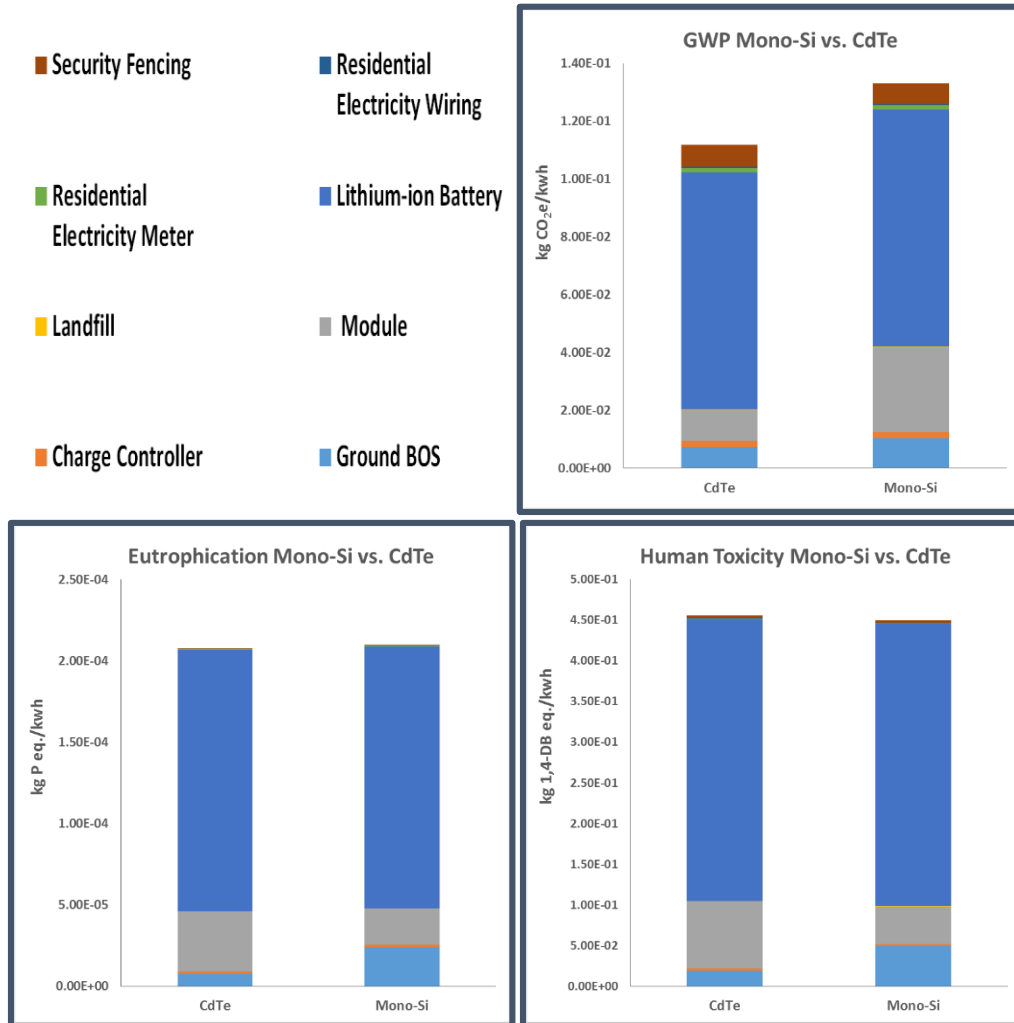 Security Fencing
Residential
Electricity Wiring
Residential
Electricity Meter
Lithium-ion Battery
Landfill
Module
Charge Controller
Ground BOS
GWP Mono-Si vs. CdTe
kg CO₂e/kwh
1.40E-01
1.20E-01
1.00E-01
8.00E-02
6.00E-02
4.00E-02
2.00E-02
0.00E+00
CdTe
Mono-Si
Eutrophication Mono-Si vs. CdTe
kg P eq./kwh
2.50E-04
2.00E-04
1.50E-04
1.00E-04
5.00E-05
0.00E+00
CdTe
Mono-Si
Human Toxicity Mono-Si vs. CdTe
kg 1,4-DB eq./kwh
5.00E-01
4.50E-01
4.00E-01
3.50E-01
3.00E-01
2.50E-01
2.00E-01
1.50E-01
1.00E-01
5.00E-02
0.00E+00
CdTe
Mono-Si